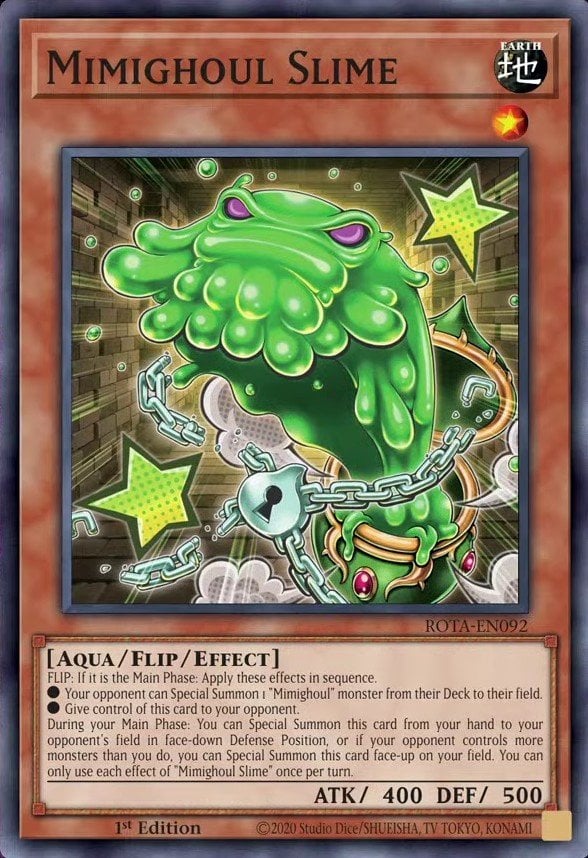 MIMIGHOUL SLIME
EARTH
地
ROTA-EN092
[AQUA/FLIP/EFFECT]
FLIP: If it is the Main Phase: Apply these effects in sequence.
● Your opponent can Special Summon 1 "Mimighoul" monster from their Deck to their field.
● Give control of this card to your opponent.
During your Main Phase: You can Special Summon this card from your hand to your
opponent's field in face-down Defense Position, or if your opponent controls more
monsters than you do, you can Special Summon this card face-up on your field. You can
only use each effect of "Mimighoul Slime" once per turn.
ATK/ 400 DEF/ 500
1st Edition
©2020 Studio Dice/SHUEISHA, TV TOKYO, KONAMI